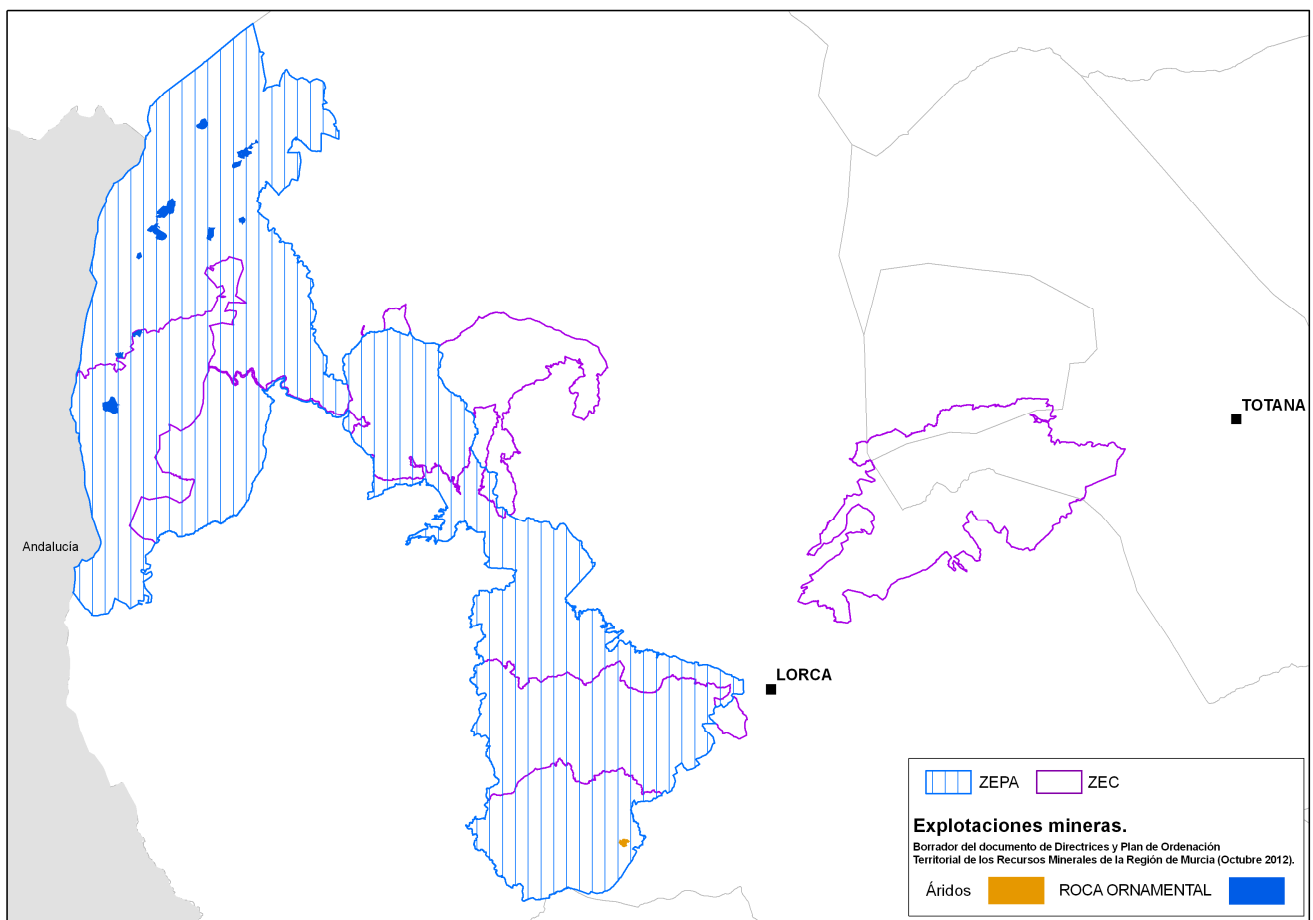 TOTANA
Andalucía
LORCA
ZEPA ZEC
Explotaciones mineras.
Borrador del documento de Directrices y Plan de Ordenación
Territorial de los Recursos Minerales de la Región de Murcia (Octubre 2012).
Áridos ROCA ORNAMENTAL